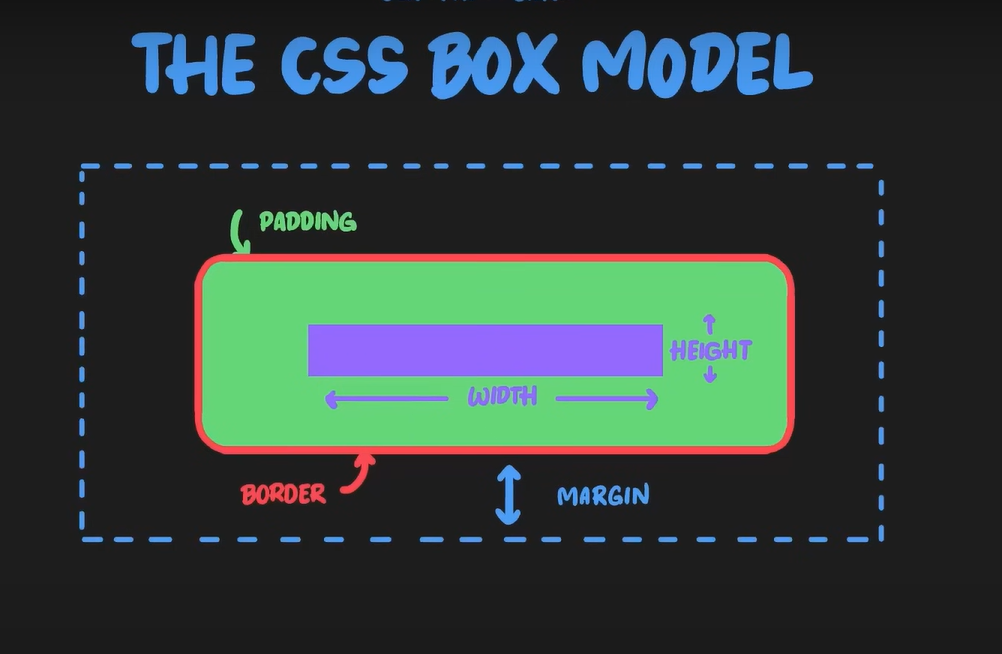 THE CSS BOX MODEL
PADDING
HEIGHT
WIDTH
BORDER
MARGIN